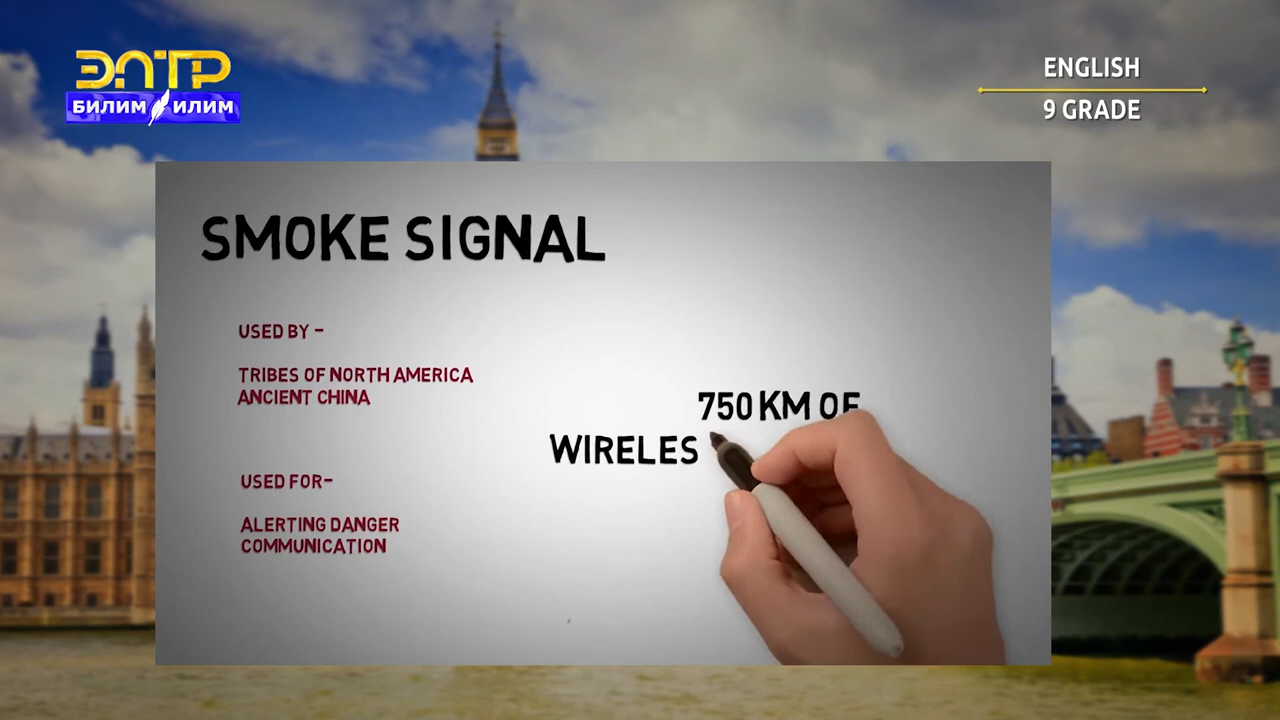 ЭЛТР
БИЛИМ ИЛИМ
ENGLISH
9 GRADE
SMOKE SIGNAL
USED BY –
TRIBES OF NORTH AMERICA
ANCIENT CHINA
USED FOR–
ALERTING DANGER
COMMUNICATION
750 KM OF
WIRELES